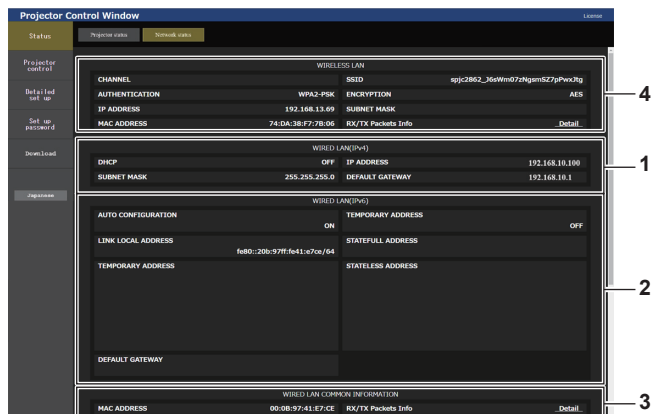 Projector Control Window
License
Status
Projector status
Network status
Projector control
Detailed set up
Set up password
Download
Japanese
WIRELESS LAN
CHANNEL
SSID spjc2862_J6sWm07zNgsmSZ7pPwxJtg
AUTHENTICATION WPA2-PSK ENCRYPTION AES
IP ADDRESS 192.168.13.69 SUBNET MASK
MAC ADDRESS 74:DA:38:F7:7B:06 RX/TX Packets Info Detail
4
WIRED LAN(IPv4)
DHCP OFF IP ADDRESS 192.168.10.100
SUBNET MASK 255.255.255.0 DEFAULT GATEWAY 192.168.10.1
1
WIRED LAN(IPv6)
AUTO CONFIGURATION ON TEMPORARY ADDRESS OFF
LINK LOCAL ADDRESS fe80::20b:97ff:fe41:e7ce/64 STATEFULL ADDRESS
TEMPORARY ADDRESS STATELESS ADDRESS
2
DEFAULT GATEWAY
WIRED LAN COMMON INFORMATION
MAC ADDRESS 00:0B:97:41:E7:CE RX/TX Packets Info Detail
3